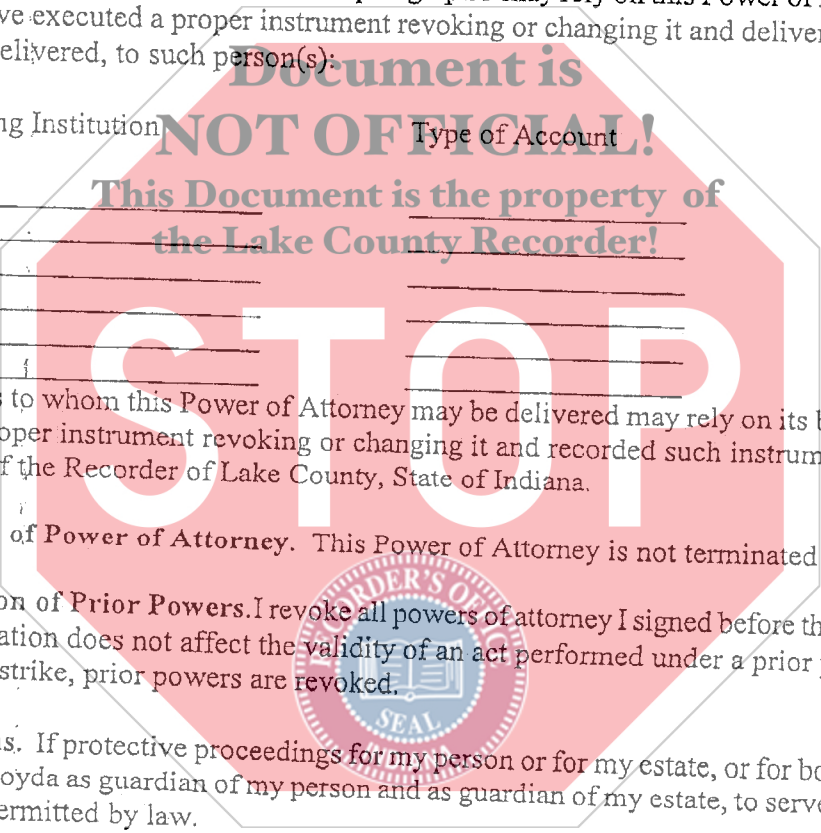 ve executed a proper instrument revoking or changing it and deliver
elivered, to such person(s):
Document is
ng Institution
NOT OFFICIAL!
Type of Account
This Document is the property of
the Lake County Recorder!
STOP
s to whom this Power of Attorney may be delivered may rely on its
oper instrument revoking or changing it and recorded such instrum
f the Recorder of Lake County, State of Indiana.
of Power of Attorney. This Power of Attorney is not terminated
on of Prior Powers.I revoke all powers of attorney I signed before th
ation does not affect the validity of an act performed under a prior
strike, prior powers are revoked.
RECORDER'S OFFIC
SEAL
s. If protective proceedings for my person or for my estate, or for bo
oyda as guardian of my person and as guardian of my estate, to serve
ermitted by law.